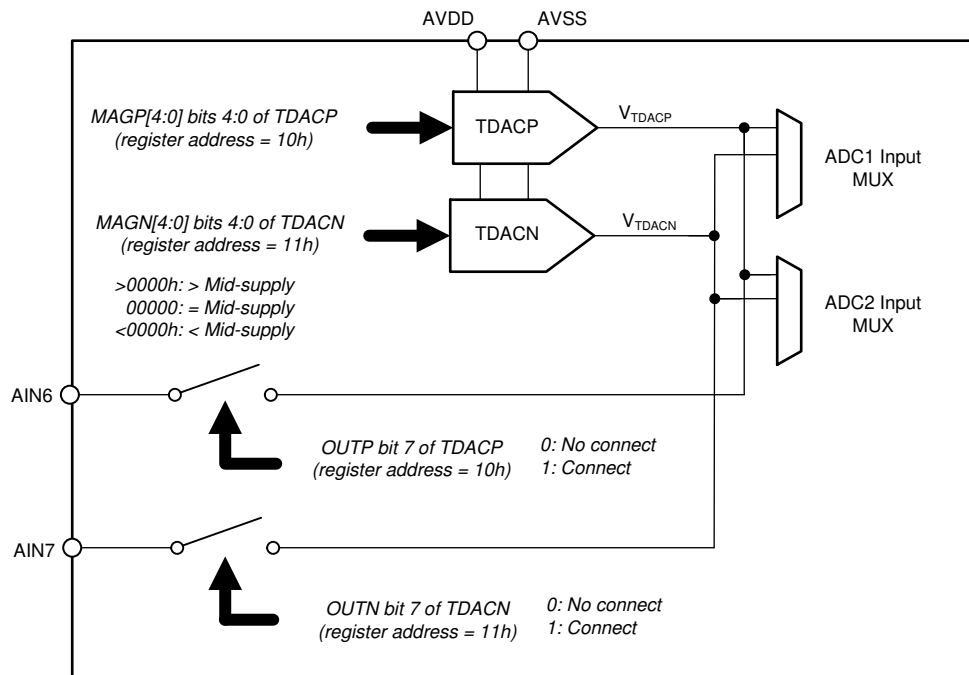 AVDD
AVSS
MAGP[4:0] bits 4:0 of TDACP
(register address = 10h)
TDACP
VTDACP
ADC1 Input
MUX
MAGN[4:0] bits 4:0 of TDACN
(register address = 11h)
TDACN
VTDACN
>0000h: > Mid-supply
00000: = Mid-supply
<0000h: < Mid-supply
ADC2 Input
MUX
AIN6
OUTP bit 7 of TDACP
(register address = 10h)
0: No connect
1: Connect
AIN7
OUTN bit 7 of TDACN
(register address = 11h)
0: No connect
1: Connect